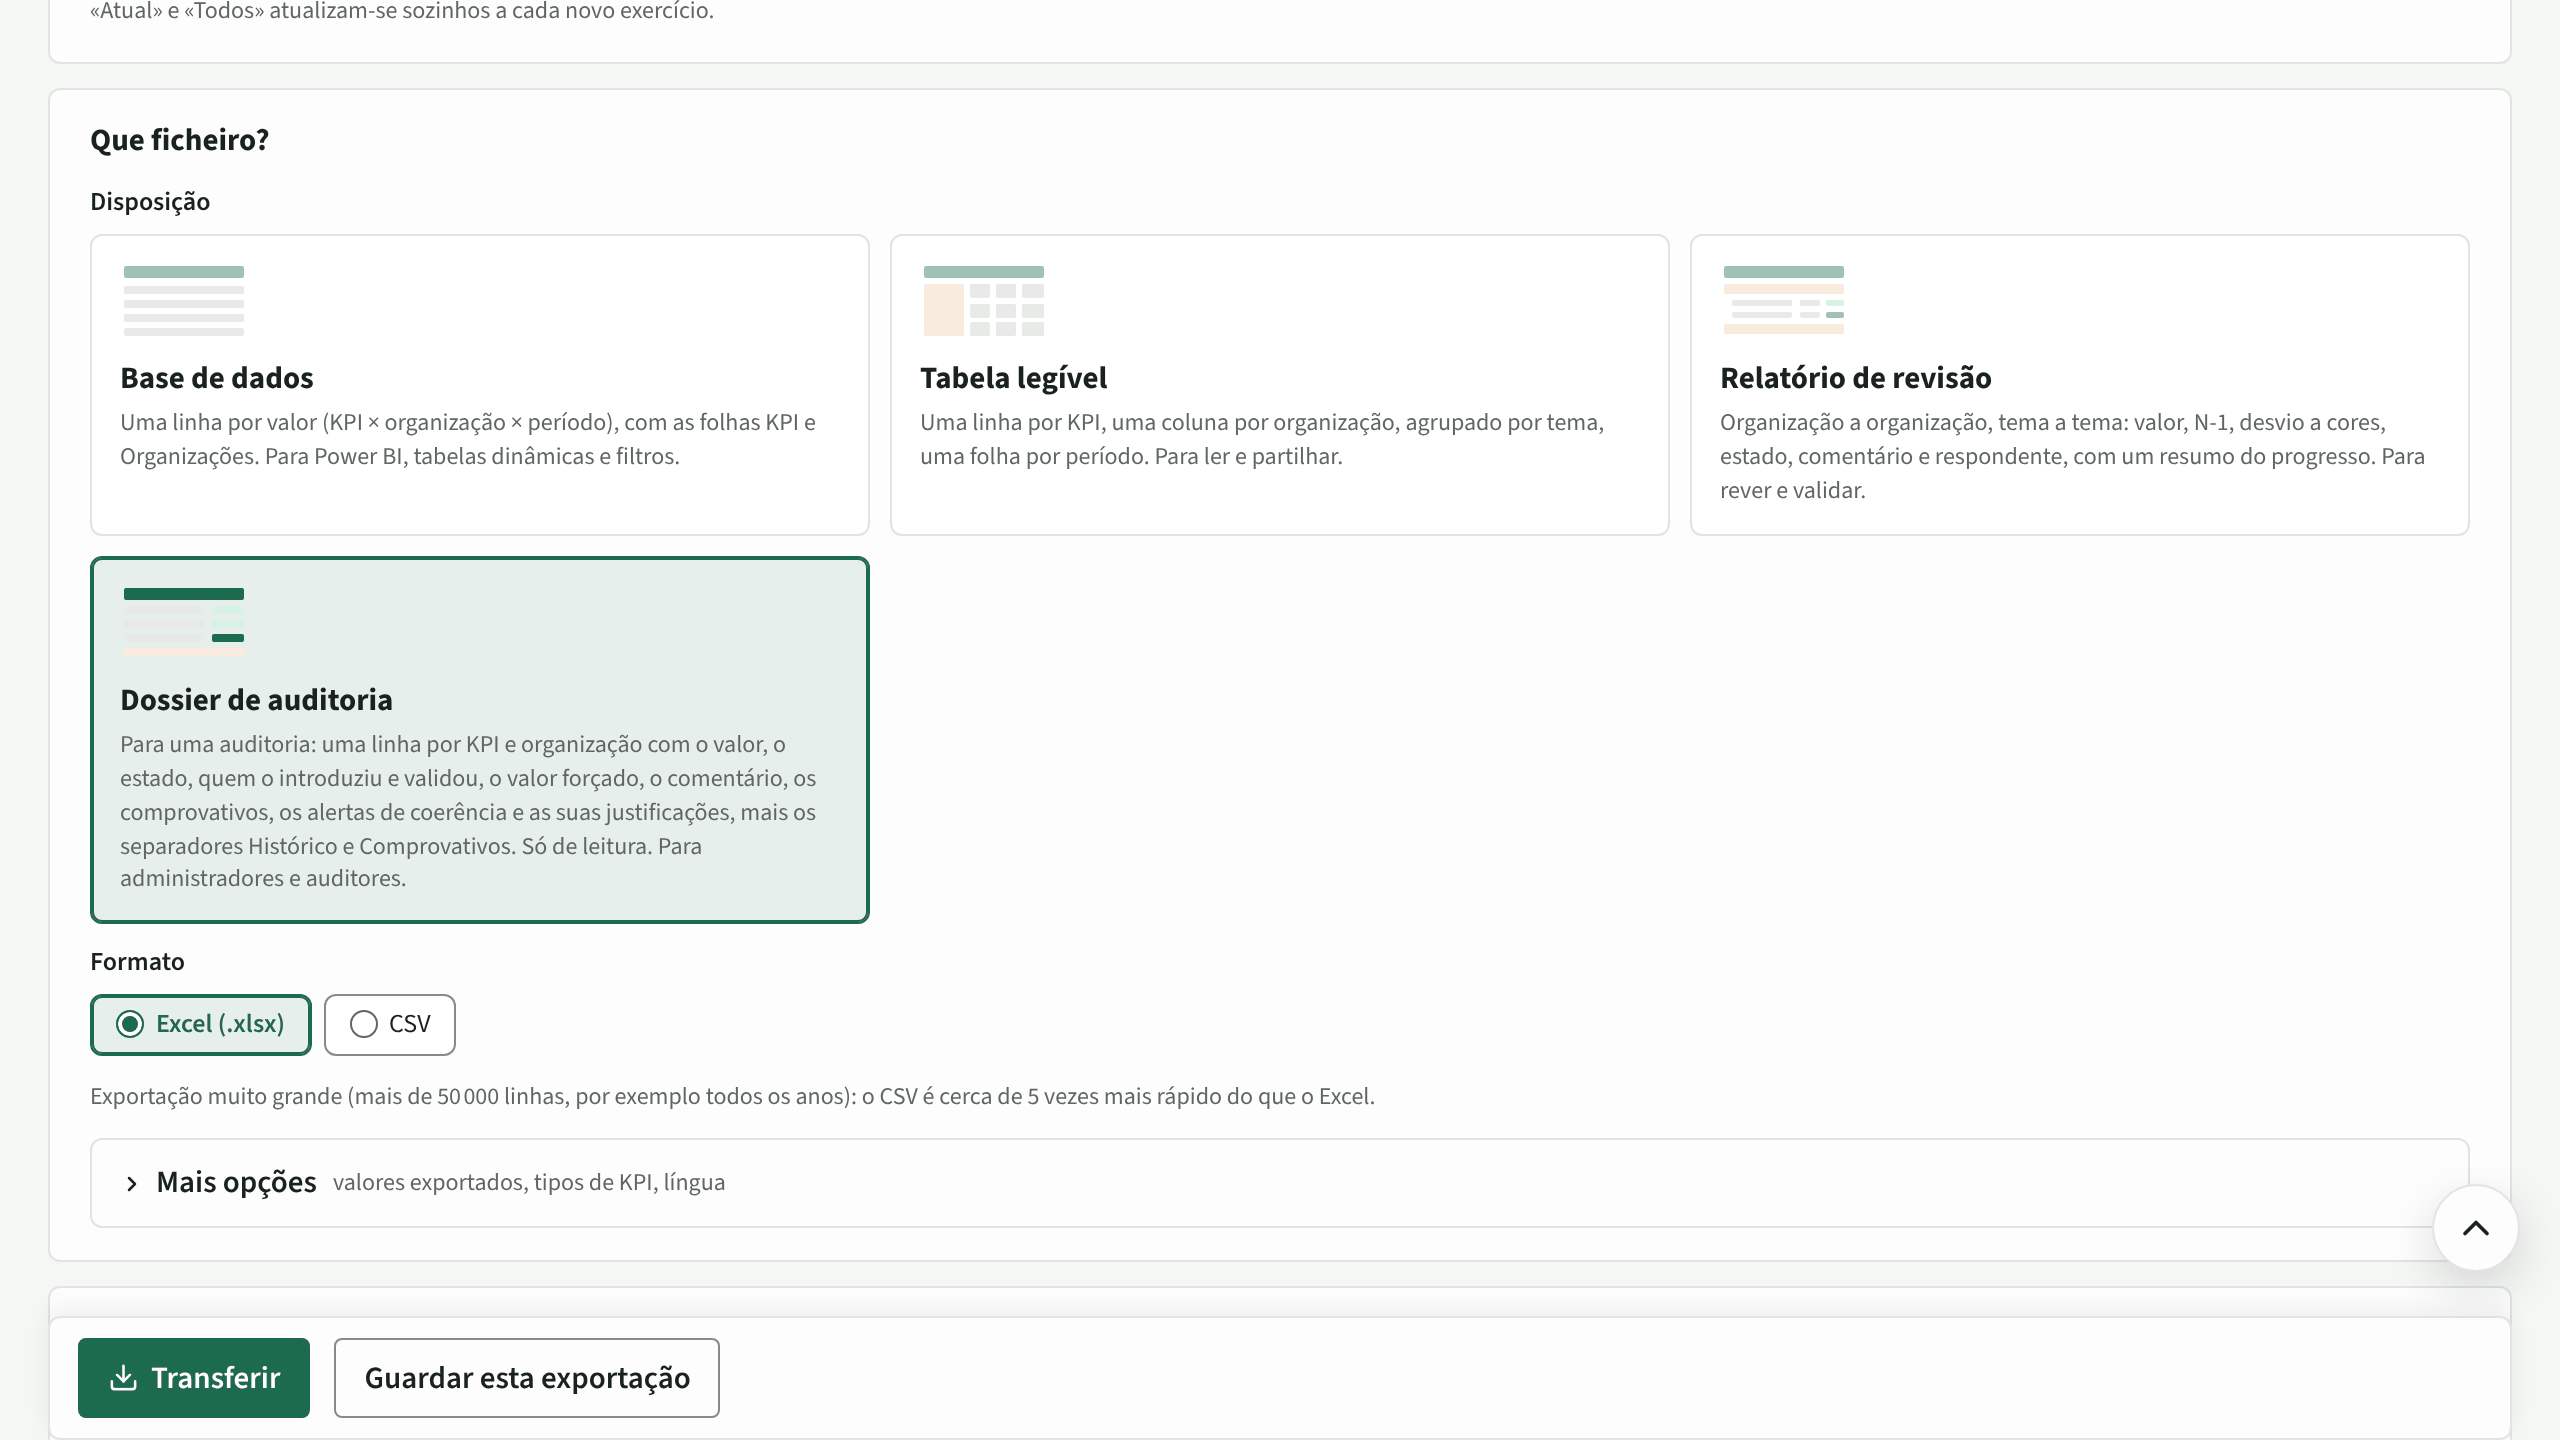 «Atual» e «Todos» atualizam-se sozinhos a cada novo exercício.
Que ficheiro?
Disposição
Base de dados
Uma linha por valor (KPI × organização × período), com as folhas KPI e
Organizações. Para Power BI, tabelas dinâmicas e filtros.
Tabela legível
Uma linha por KPI, uma coluna por organização, agrupado por tema,
uma folha por período. Para ler e partilhar.
Relatório de revisão
Organização a organização, tema a tema: valor, N-1, desvio a cores,
estado, comentário e respondente, com um resumo do progresso. Para
rever e validar.
Dossier de auditoria
Para uma auditoria: uma linha por KPI e organização com o valor, o
estado, quem o introduziu e validou, o valor forçado, o comentário, os
comprovativos, os alertas de coerência e as suas justificações, mais os
separadores Histórico e Comprovativos. Só de leitura. Para
administradores e auditores.
Formato
Excel (.xlsx)
CSV
Exportação muito grande (mais de 50 000 linhas, por exemplo todos os anos): o CSV é cerca de 5 vezes mais rápido do que o Excel.
Mais opções valores exportados, tipos de KPI, língua
Transferir
Guardar esta exportação